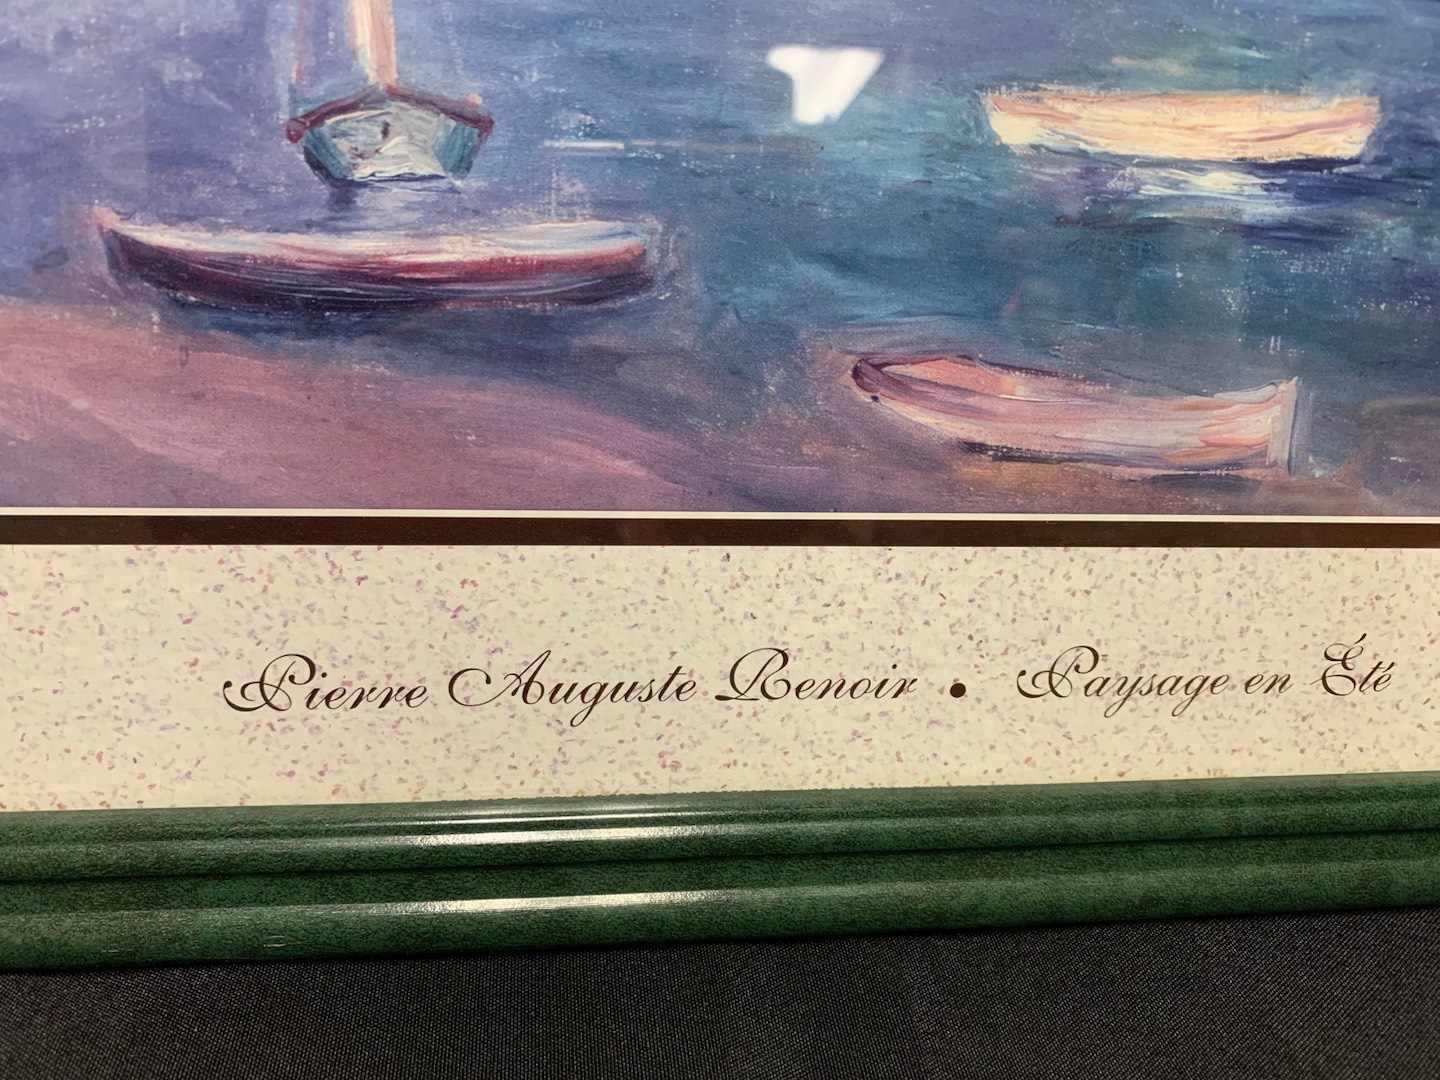 Pierre Auguste Renoir • Paysage en Été